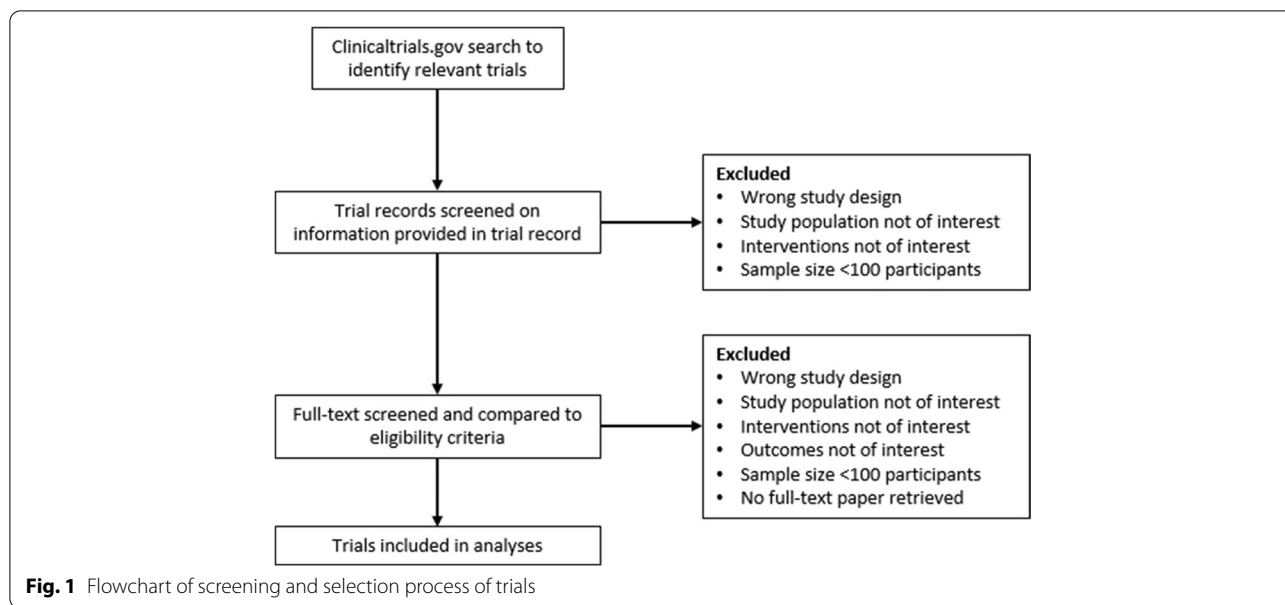 Clinicaltrials.gov search to
identify relevant trials
Trial records screened on
information provided in trial record
Excluded
• Wrong study design
• Study population not of interest
• Interventions not of interest
• Sample size <100 participants
Full-text screened and compared to
eligibility criteria
Excluded
• Wrong study design
• Study population not of interest
• Interventions not of interest
• Outcomes not of interest
• Sample size <100 participants
• No full-text paper retrieved
Trials included in analyses
Fig. 1 Flowchart of screening and selection process of trials